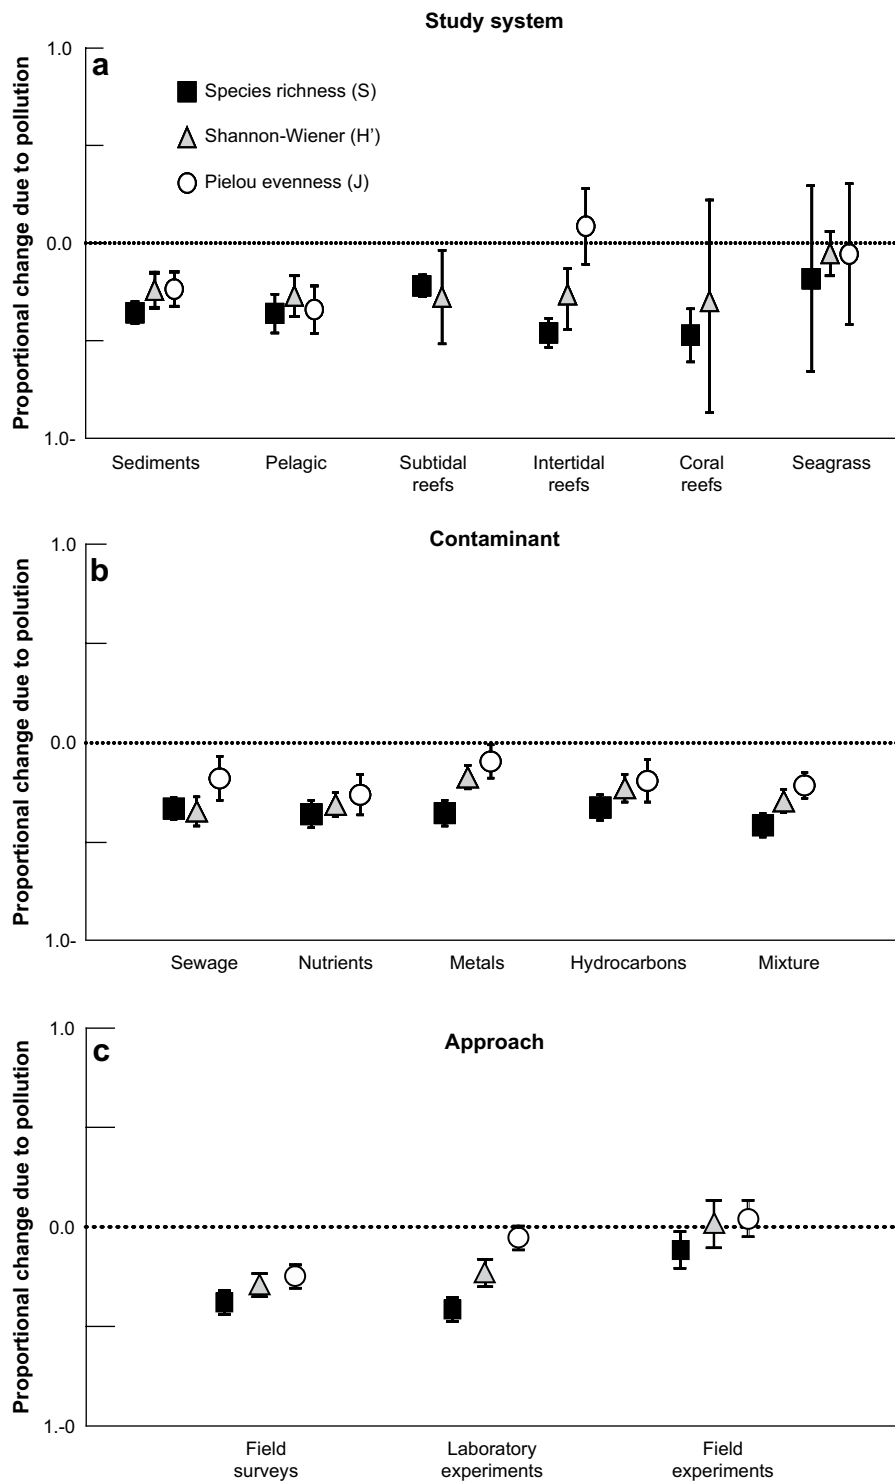 Study system
1.0
a
Species richness (S)
Shannon-Wiener (H')
Pielou evenness (J)
0.0
1.0-
Proportional change due to pollution
Sediments
Pelagic
Subtidal
reefs
Intertidal
reefs
Coral
reefs
Seagrass
Contaminant
1.0
b
0.0
1.0-
Proportional change due to polution
Sewage
Nutrients
Metals
Hydrocarbons
Mixture
Approach
1.0
c
0.0
1.-0
Proportional change due to pollution
Field
surveys
Laboratory
experiments
Field
experiments